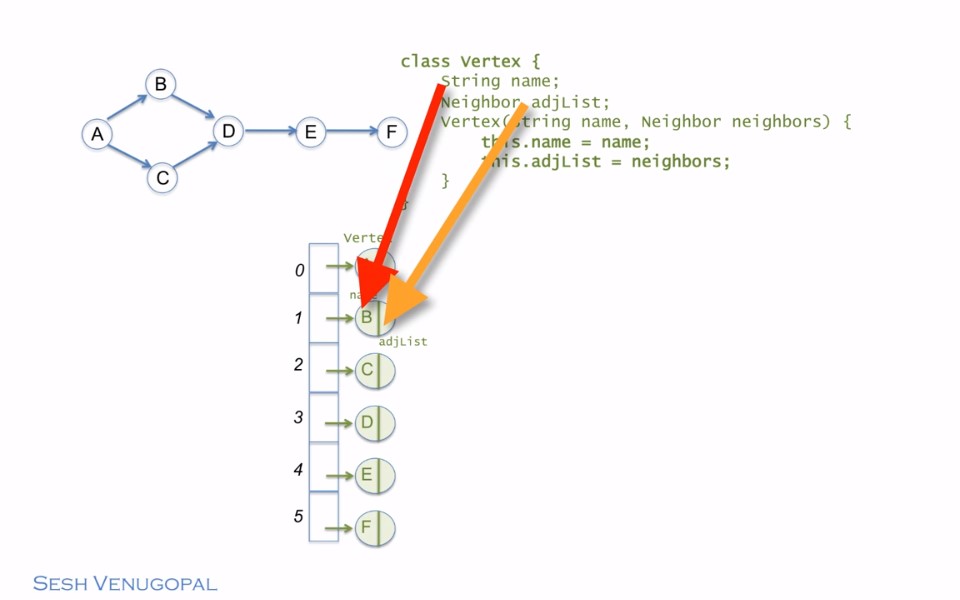 class Vertex {
String name;
Neighbor adjList;
Vertex(String name, Neighbor neighbors) {
this.name = name;
this.adjList = neighbors;
}
}
B
A
D
E
F
C
Vertex
0
name
1
B
adjList
2
C
3
D
4
E
5
F
SESH VENUGOPAL